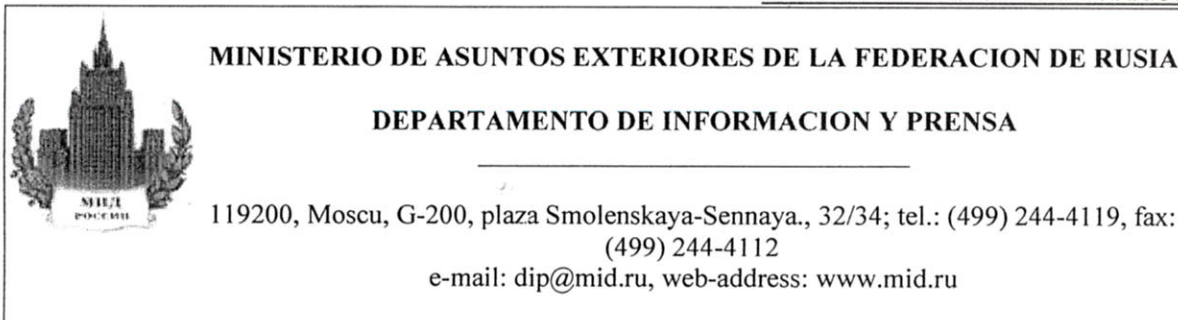 MINISTERIO DE ASUNTOS EXTERIORES DE LA FEDERACION DE RUSIA
DEPARTAMENTO DE INFORMACION Y PRENSA
МИД
РОССИИ
119200, Moscu, G-200, plaza Smolenskaya-Sennaya., 32/34; tel.: (499) 244-4119, fax:
(499) 244-4112
e-mail: dip@mid.ru, web-address: www.mid.ru